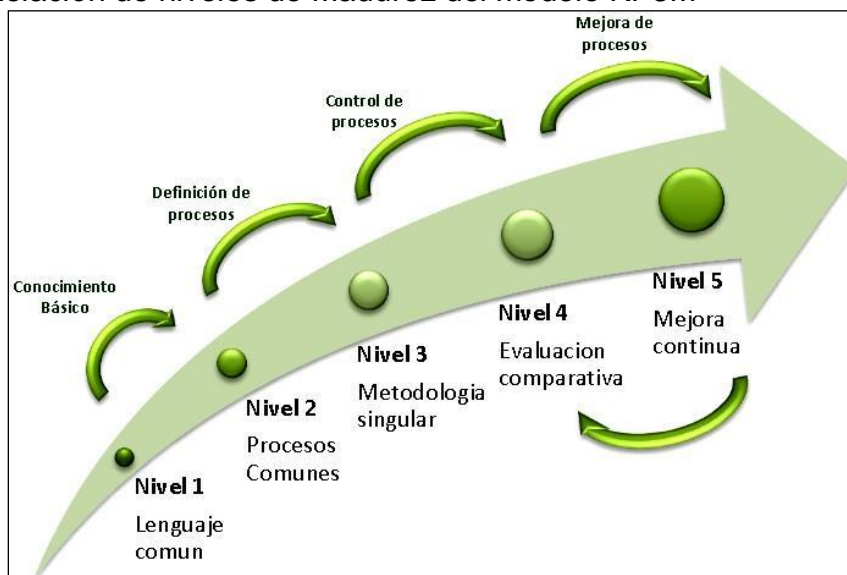 Mejora de
procesos
Control de
procesos
Definición de
procesos
Conocimiento
Básico
Nivel 1
Lenguaje
comun
Nivel 2
Procesos
Comunes
Nivel 3
Metodologia
singular
Nivel 4
Evaluacion
comparativa
Nivel 5
Mejora
continua